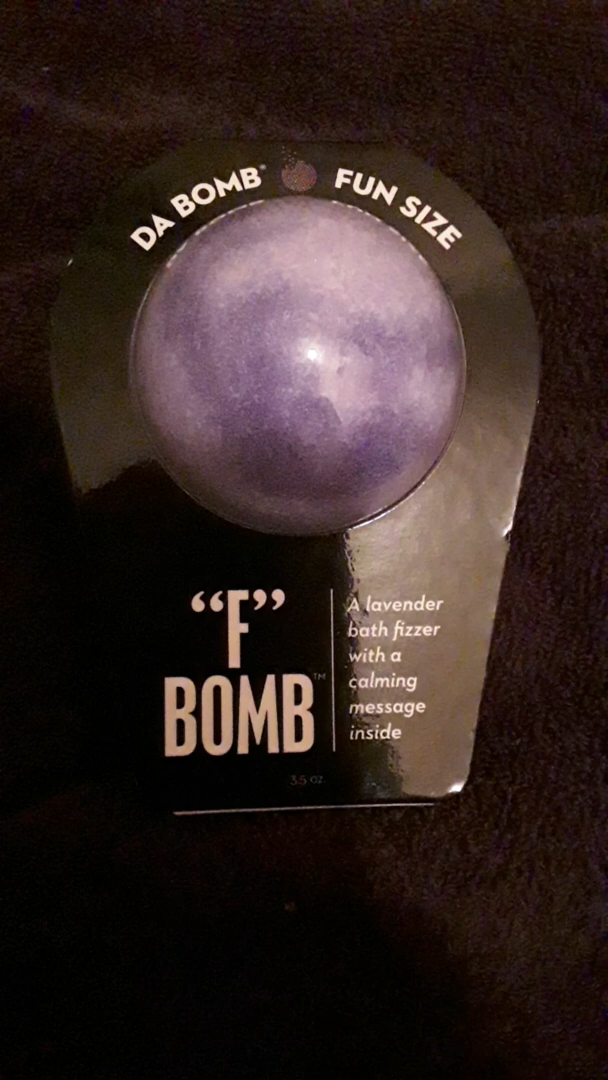 DA BOMB® FUN SIZE
“F”
BOMB™
A lavender
bath fizzer
with a
calming
message
inside
3.5 oz.